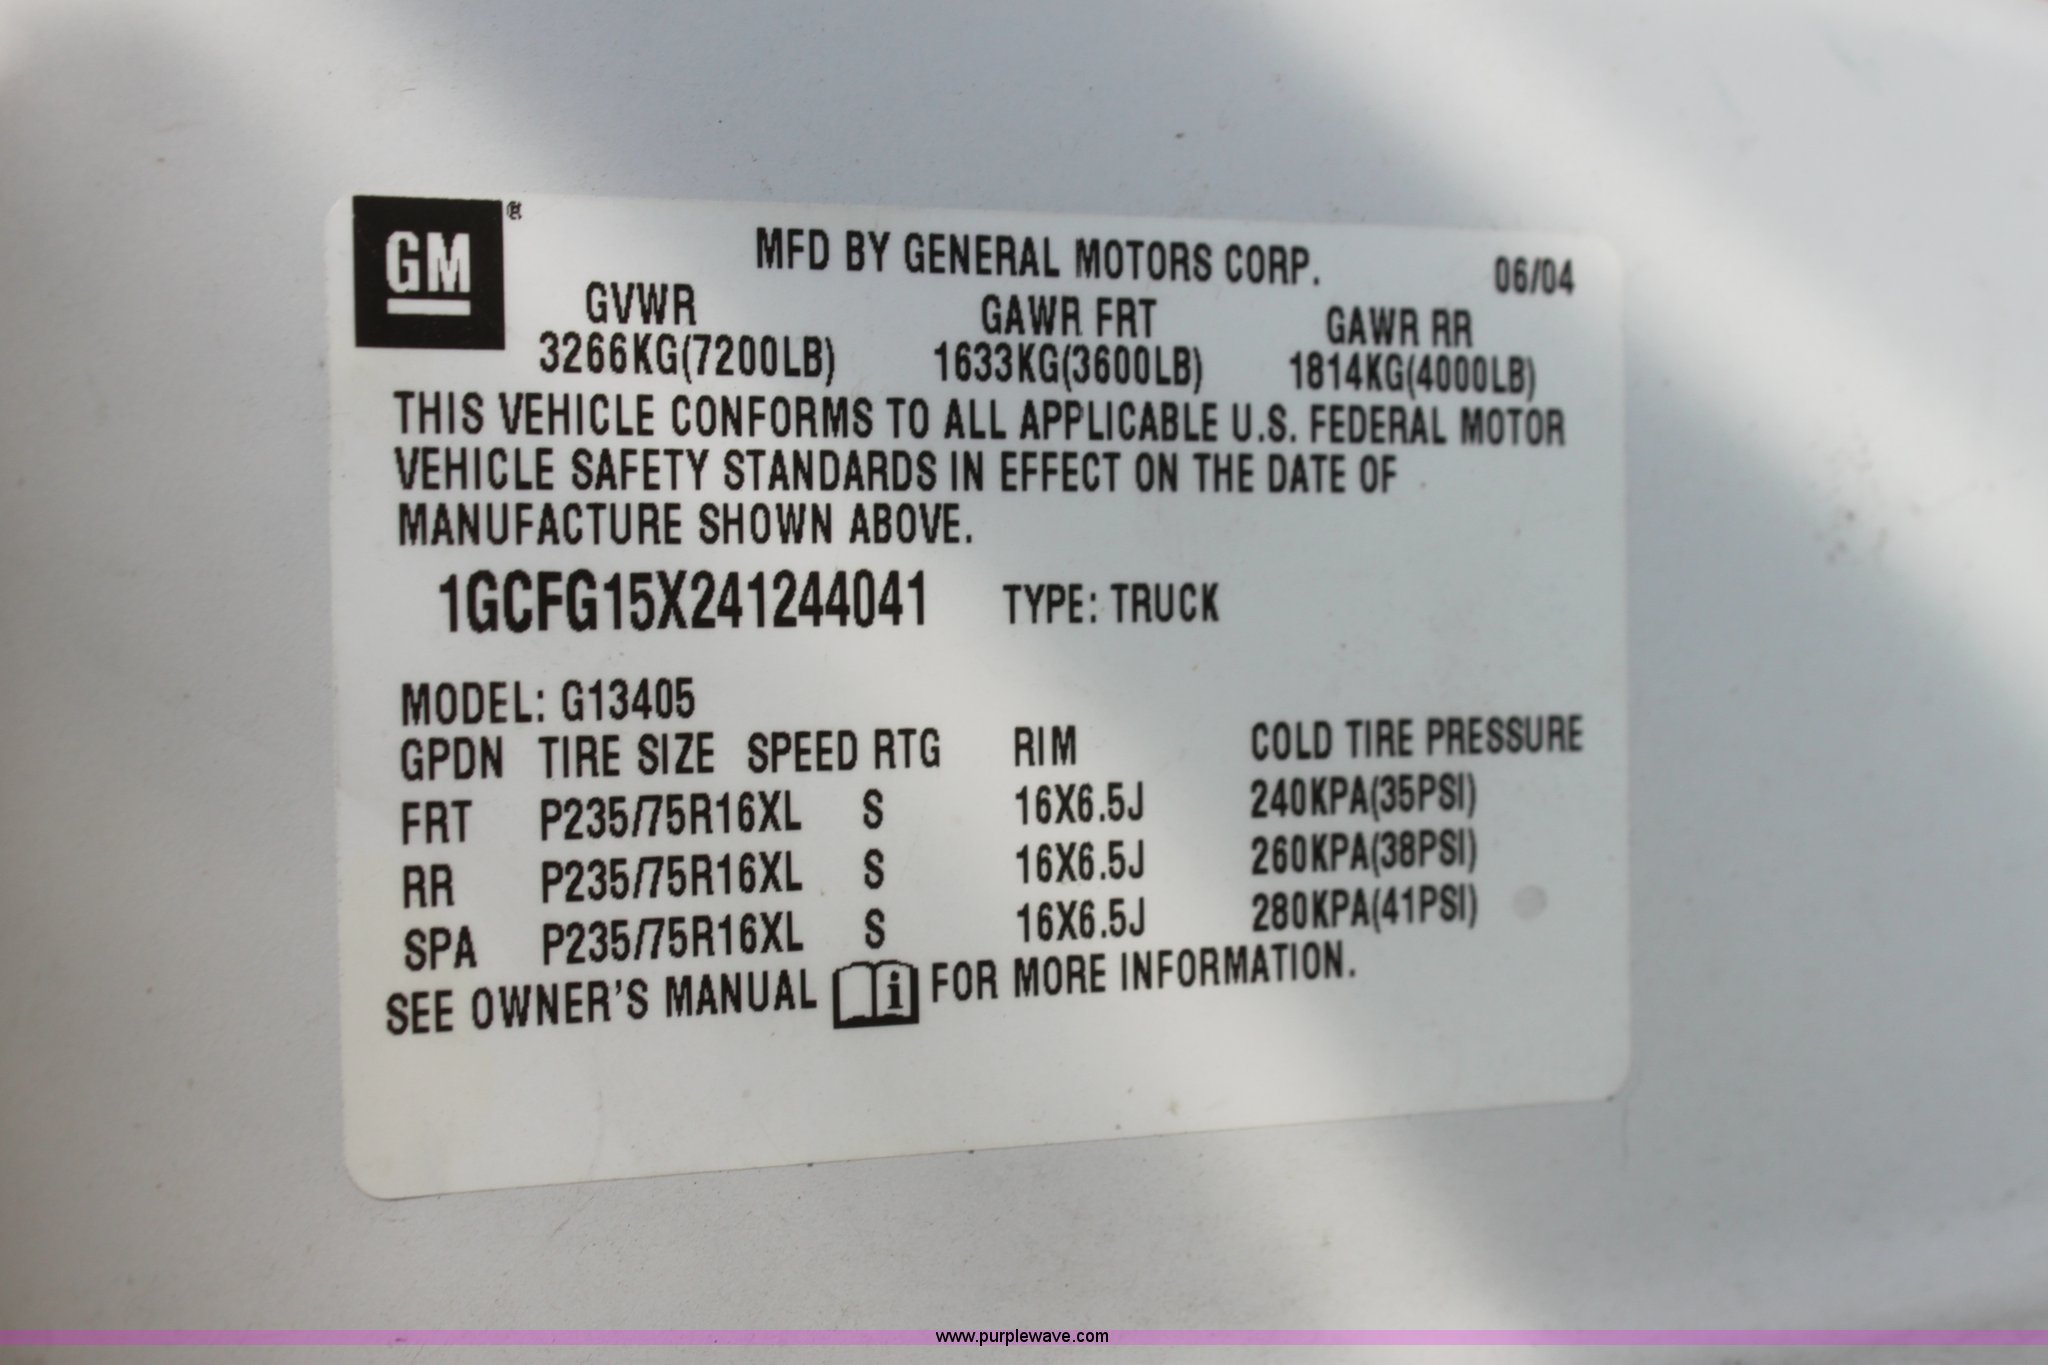 GM
MFD BY GENERAL MOTORS CORP. 06/04
GVWR GAWR FRT GAWR RR
3266KG(7200LB) 1633KG(3600LB) 1814KG(4000LB)
THIS VEHICLE CONFORMS TO ALL APPLICABLE U.S. FEDERAL MOTOR
VEHICLE SAFETY STANDARDS IN EFFECT ON THE DATE OF
MANUFACTURE SHOWN ABOVE.
1GCFG15X241244041 TYPE: TRUCK
MODEL: G13405
GPDN TIRE SIZE SPEED RTG RIM COLD TIRE PRESSURE
FRT P235/75R16XL S 16X6.5J 240KPA(35PSI)
RR P235/75R16XL S 16X6.5J 260KPA(38PSI)
SPA P235/75R16XL S 16X6.5J 280KPA(41PSI)
SEE OWNER'S MANUAL i FOR MORE INFORMATION.
www.purplewave.com